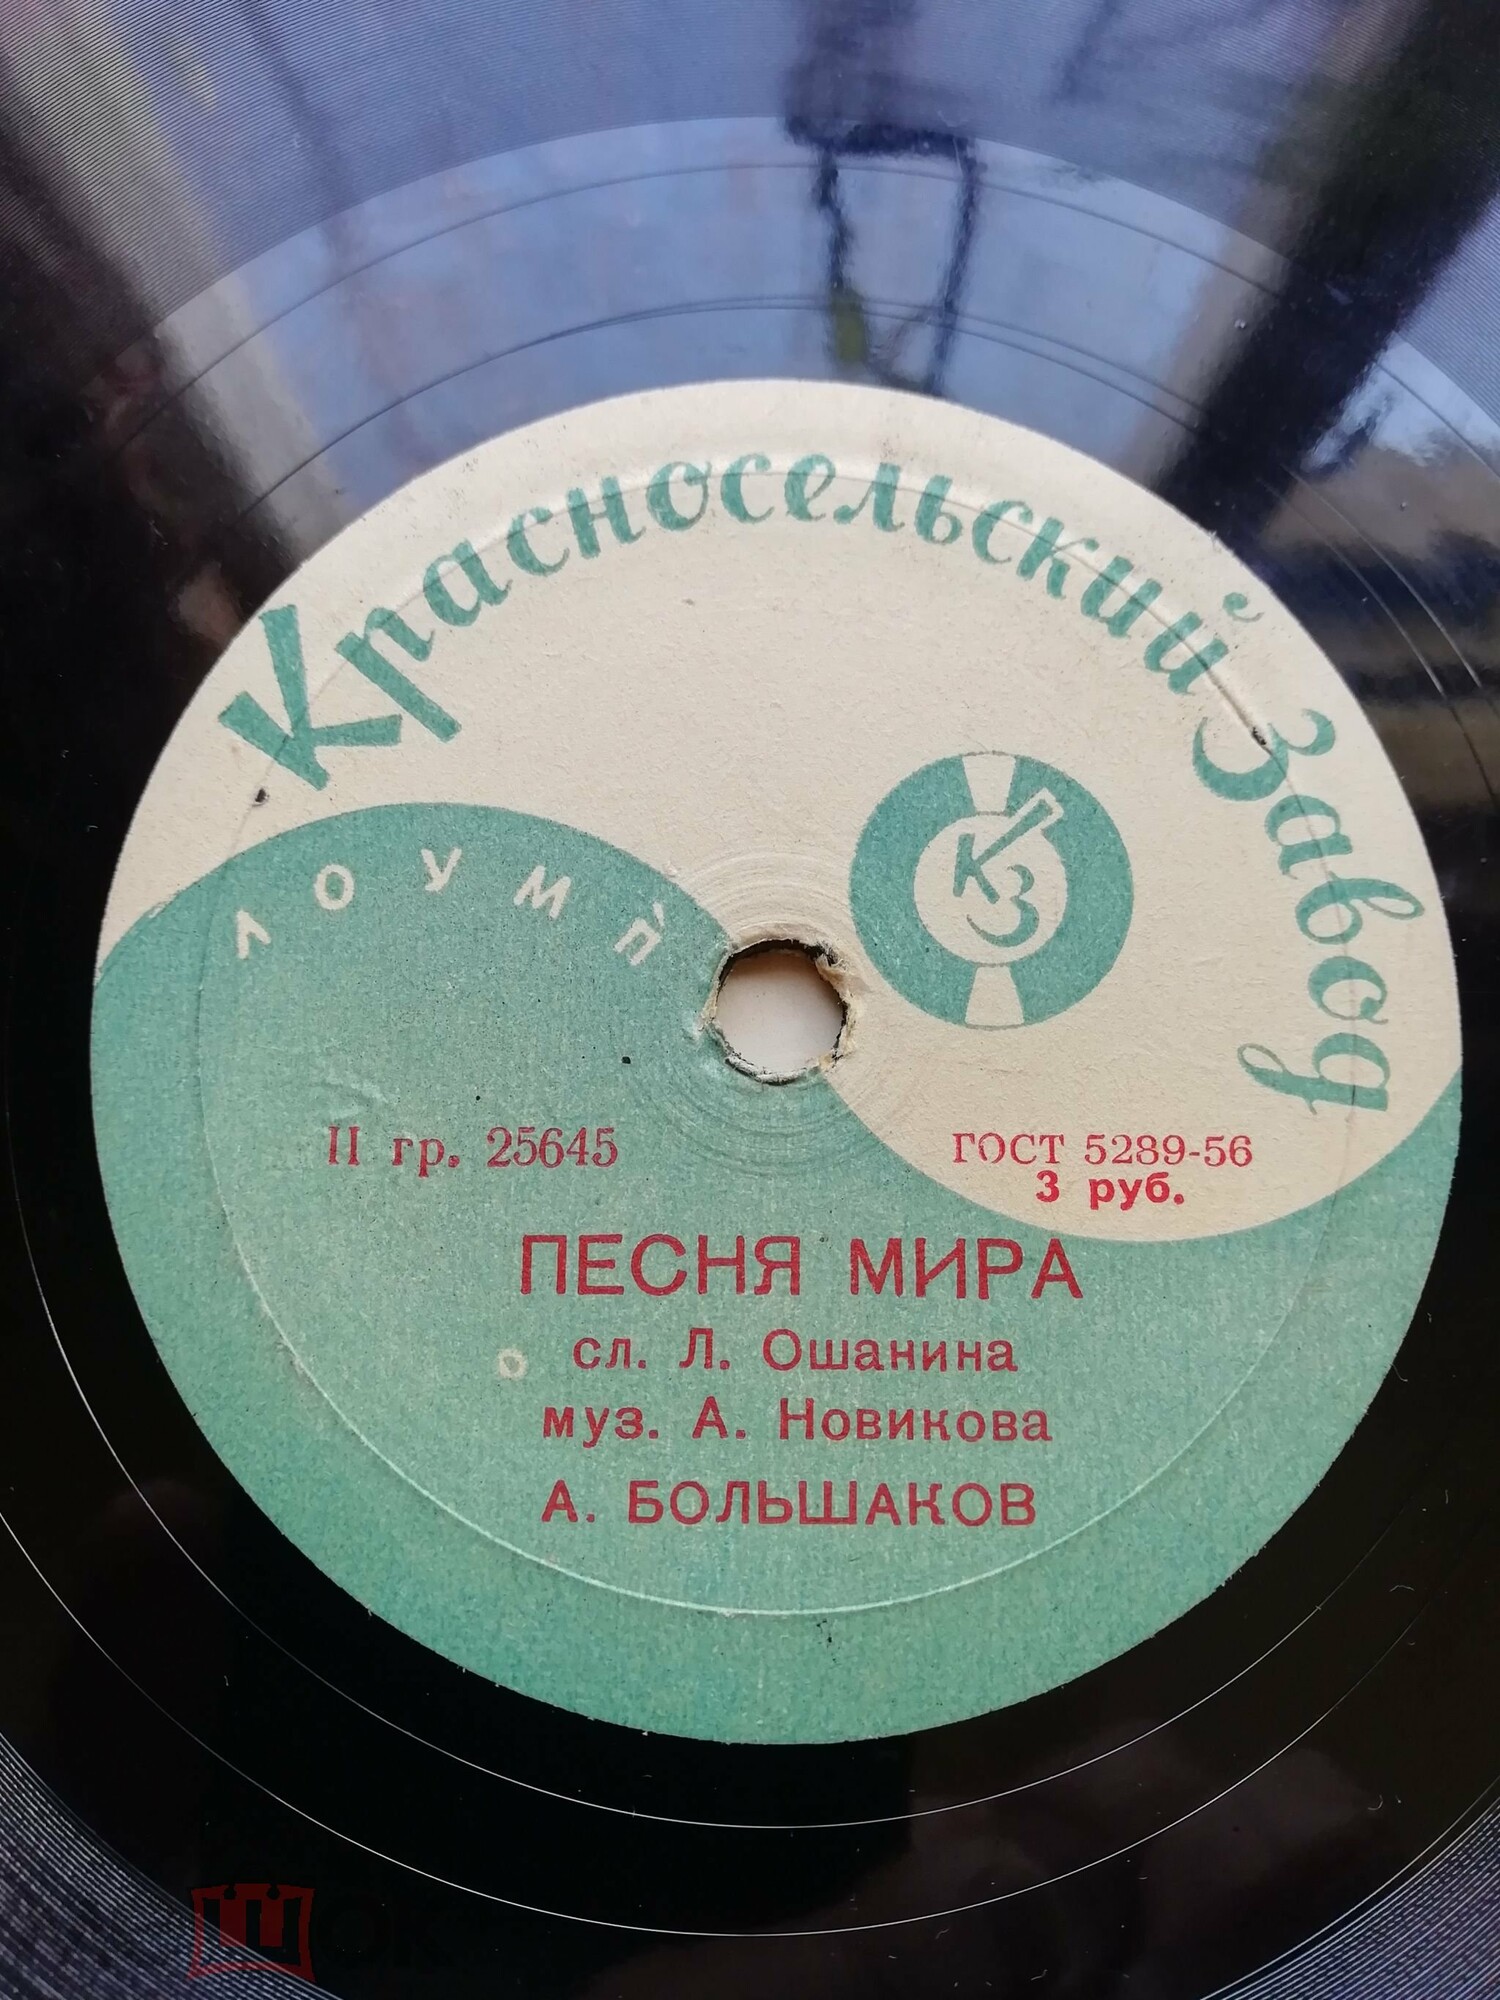 Красносельский Завод
ЛОУМП
КЗ
II гр. 25645
ГОСТ 5289-56
3 руб.
ПЕСНЯ МИРА
сл. Л. Ошанина
муз. А. Новикова
А. БОЛЬШАКОВ